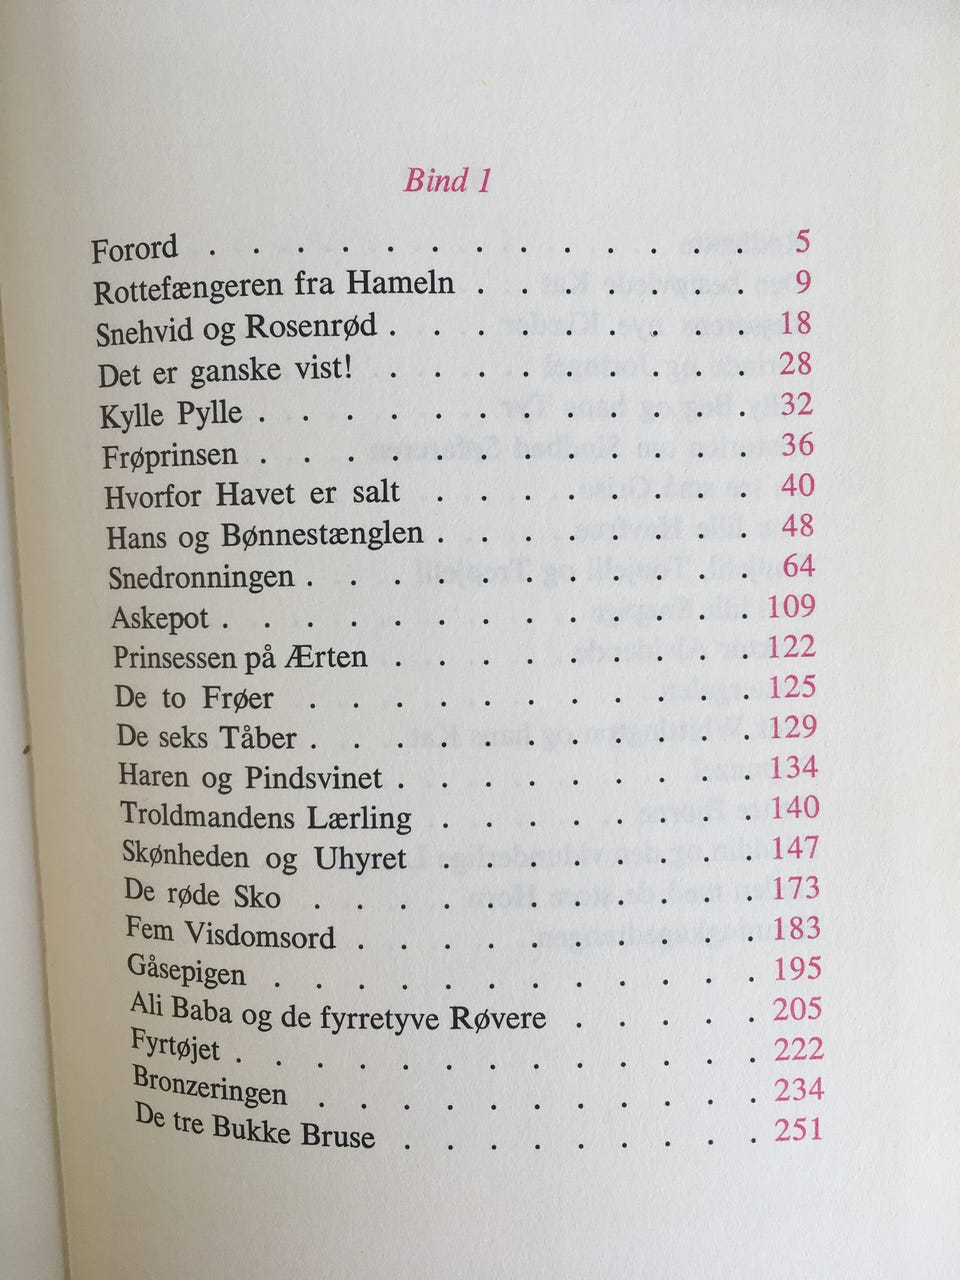 Bind 1
Forord . . . . . . . . . . . . . 5
Rottefængeren fra Hameln . . . . . . . 9
Snehvid og Rosenrød . . . . . . . . . 18
Det er ganske vist! . . . . . . . . . 28
Kylle Pylle . . . . . . . . . . . . 32
Frøprinsen . . . . . . . . . . . . 36
Hvorfor Havet er salt . . . . . . . . 40
Hans og Bønnestænglen . . . . . . . . 48
Snedronningen . . . . . . . . . . . 64
Askepot . . . . . . . . . . . . . 109
Prinsessen på Ærten . . . . . . . . . 122
De to Frøer . . . . . . . . . . . 125
De seks Tåber . . . . . . . . . . . 129
Haren og Pindsvinet . . . . . . . . . 134
Troldmandens Lærling . . . . . . . . 140
Skønheden og Uhyret . . . . . . . . 147
De røde Sko . . . . . . . . . . . 173
Fem Visdomsord . . . . . . . . . . 183
Gåsepigen . . . . . . . . . . . . 195
Ali Baba og de fyrretyve Røvere . . . . . 205
Fyrtøjet . . . . . . . . . . . . . 222
Bronzeringen . . . . . . . . . . . 234
De tre Bukke Bruse . . . . . . . . . 251